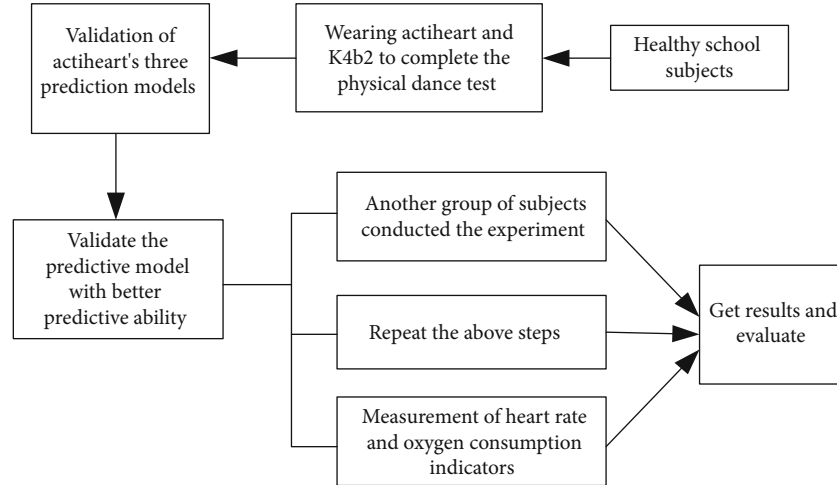 Validation of
actiheart's three
prediction models
Wearing actiheart and
K4b2 to complete the
physical dance test
Healthy school
subjects
Validate the
predictive model
with better
predictive ability
Another group of subjects
conducted the experiment
Repeat the above steps
Measurement of heart rate
and oxygen consumption
indicators
Get results and
evaluate